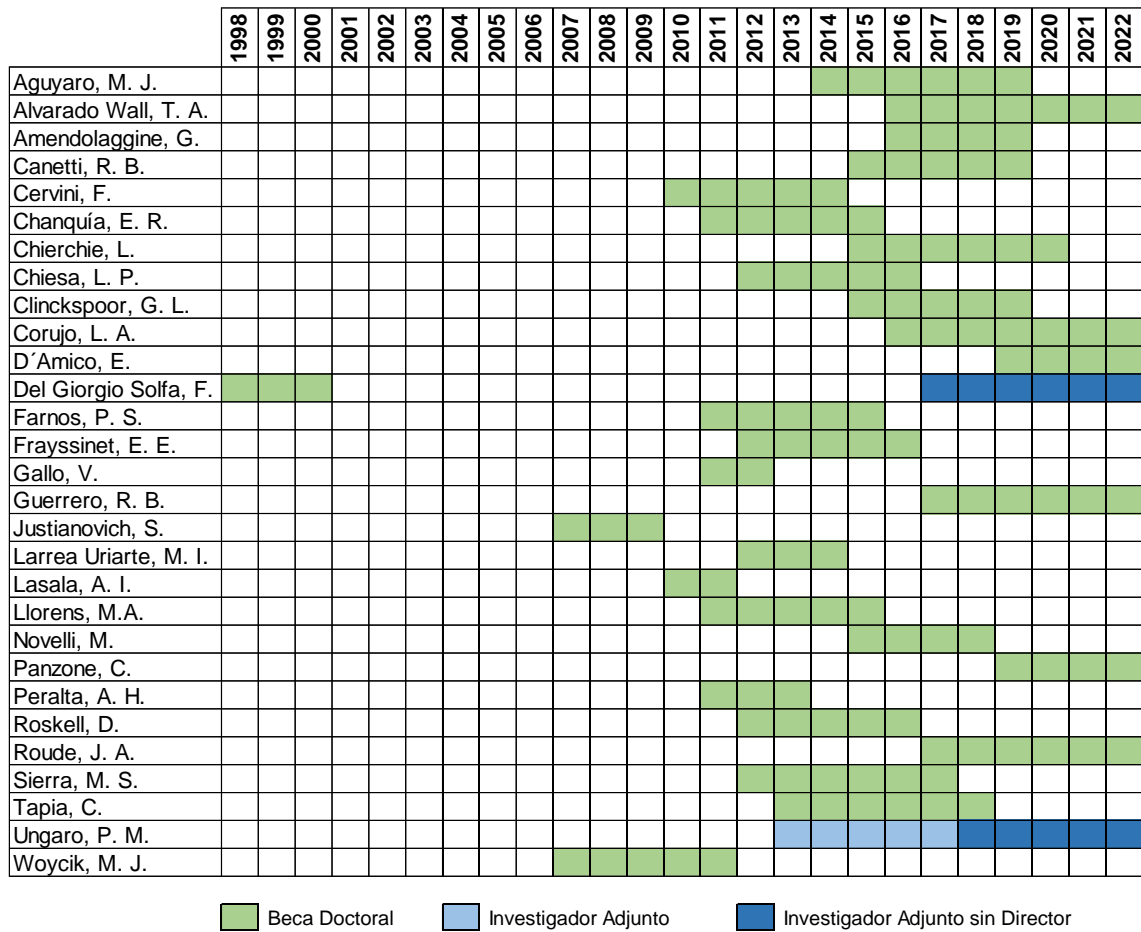 1998 1999 2000 2001 2002 2003 2004 2005 2006 2007 2008 2009 2010 2011 2012 2013 2014 2015 2016 2017 2018 2019 2020 2021 2022
Aguyaro, M. J.
Alvarado Wall, T. A.
Amendolaggine, G.
Canetti, R. B.
Cervini, F.
Chanquía, E. R.
Chierchie, L.
Chiesa, L. P.
Clinckspoor, G. L.
Corujo, L. A.
D´Amico, E.
Del Giorgio Solfa, F.
Farnos, P. S.
Frayssinet, E. E.
Gallo, V.
Guerrero, R. B.
Justianovich, S.
Larrea Uriarte, M. I.
Lasala, A. I.
Llorens, M.A.
Novelli, M.
Panzone, C.
Peralta, A. H.
Roskell, D.
Roude, J. A.
Sierra, M. S.
Tapia, C.
Ungaro, P. M.
Woycik, M. J.
Beca Doctoral Investigador Adjunto Investigador Adjunto sin Director